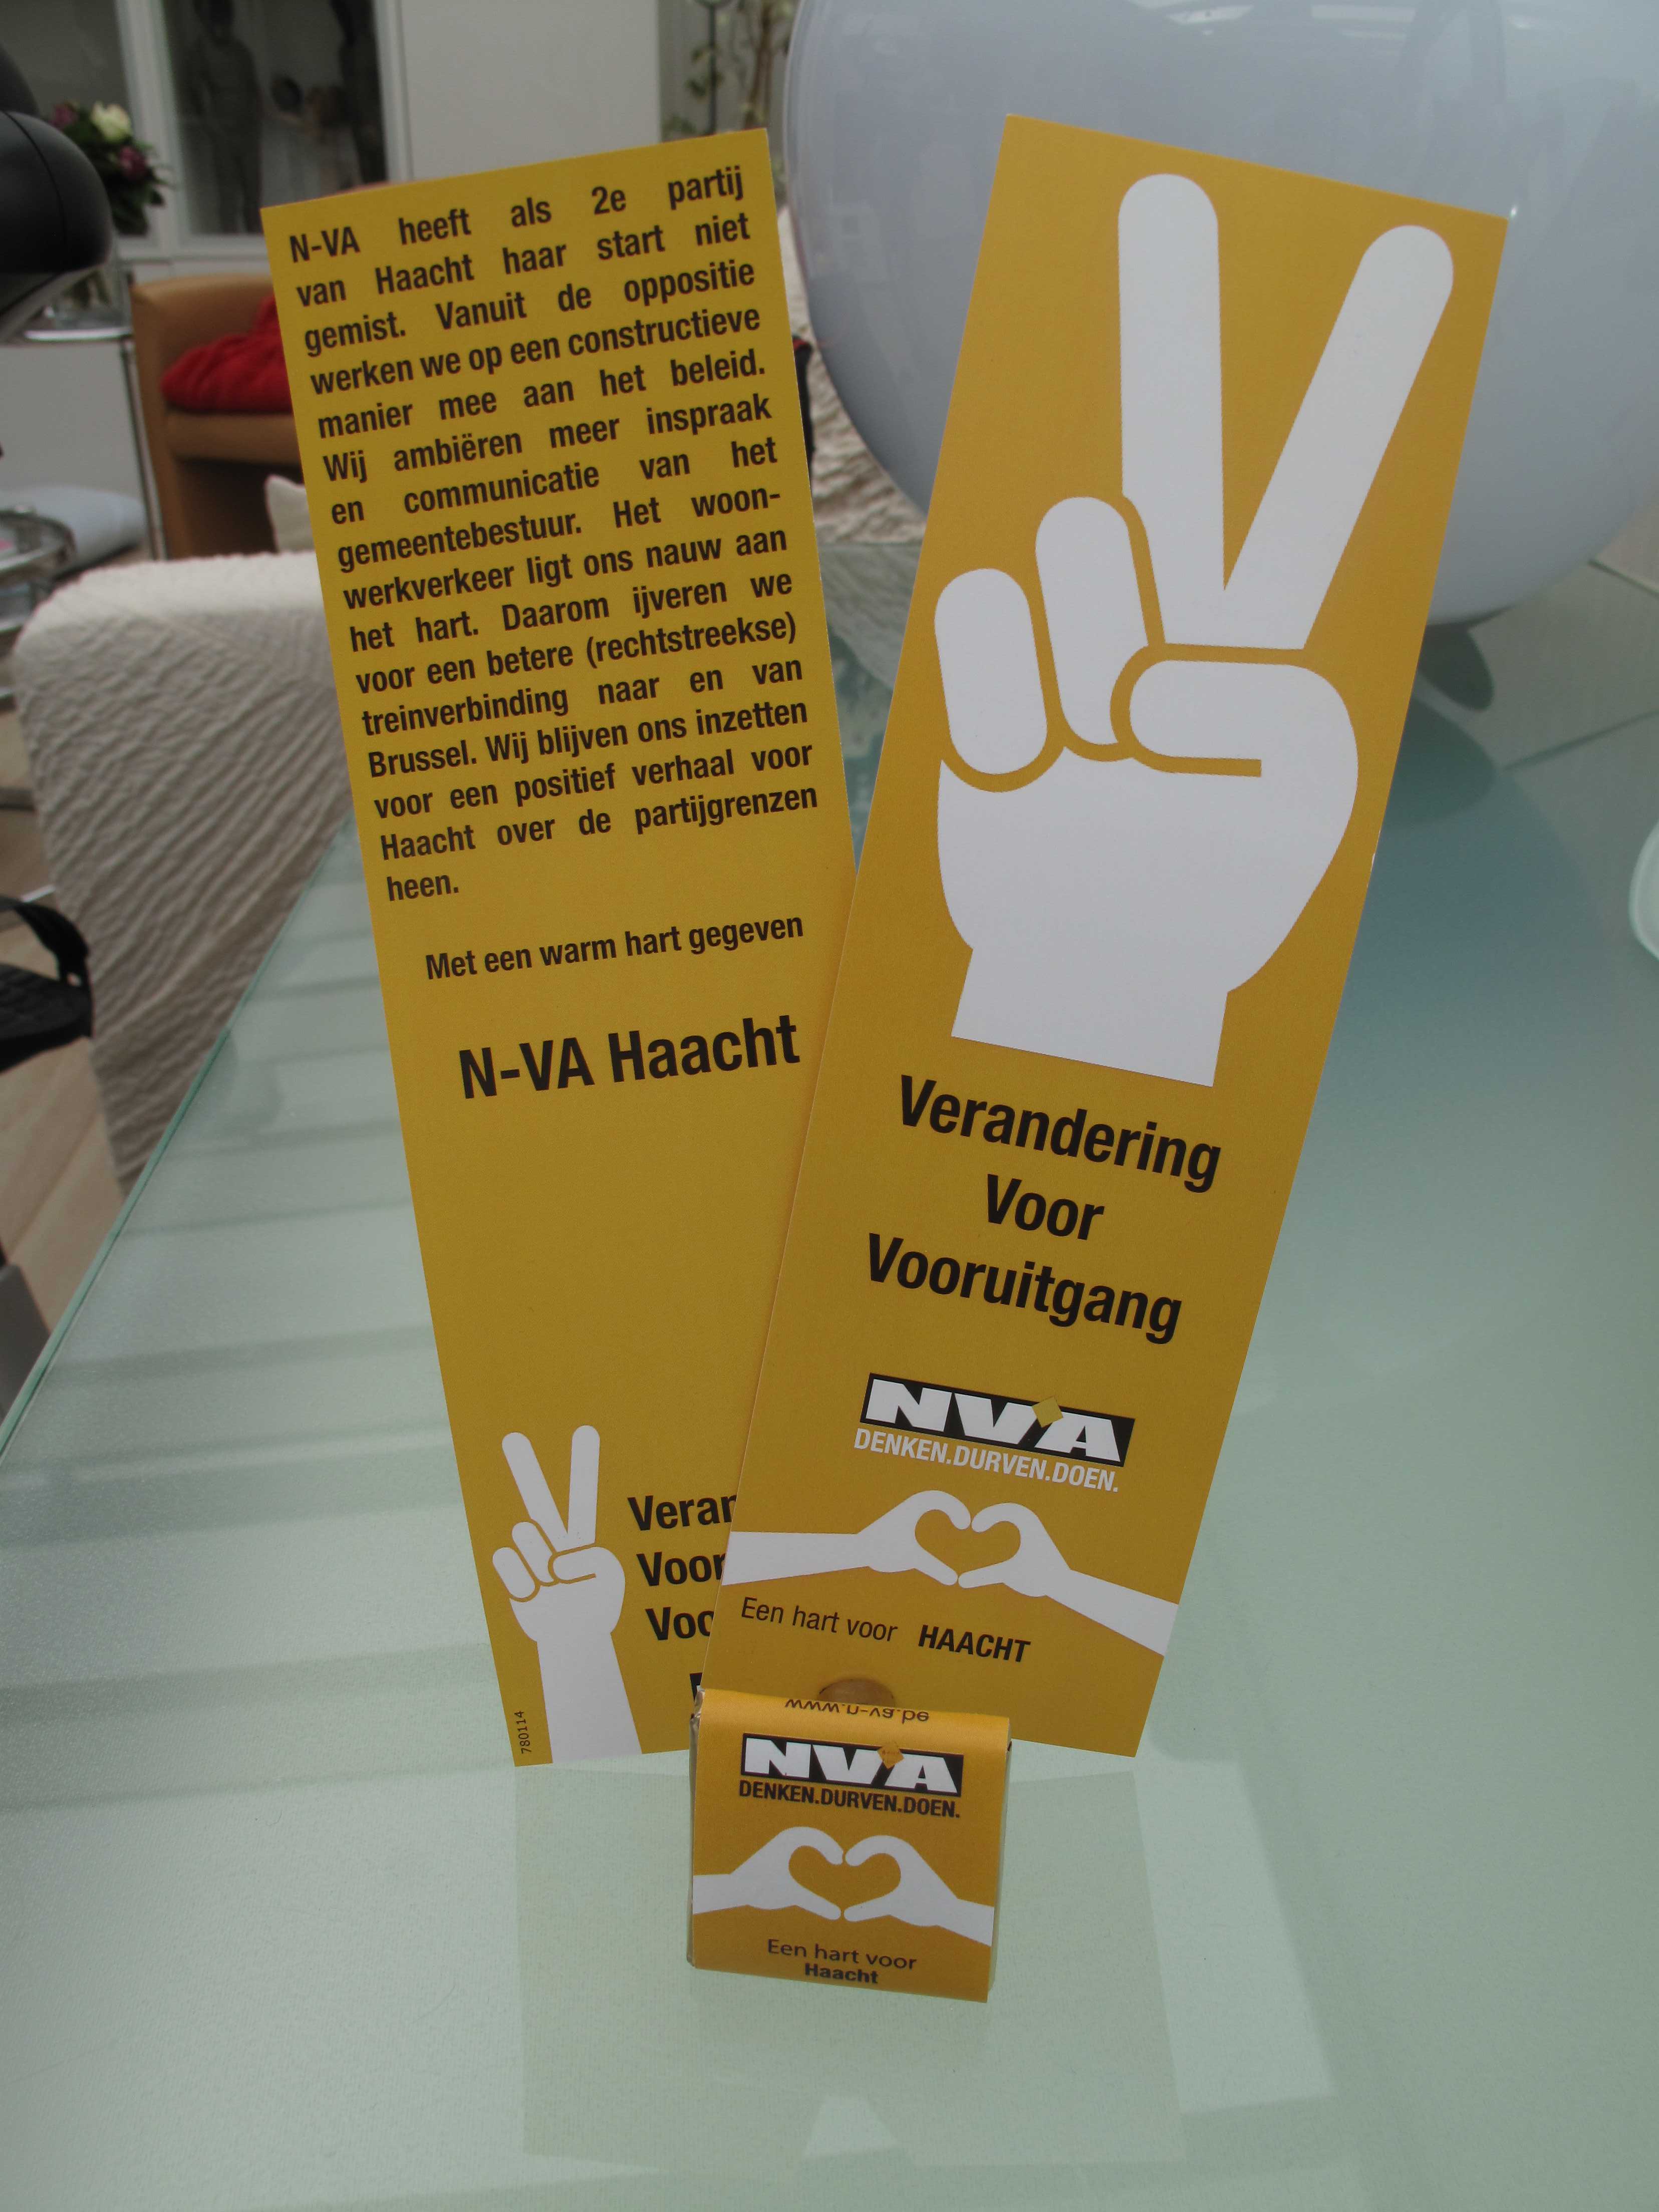 N-VA heeft als 2e partij
van Haacht haar start niet
gemist. Vanuit de oppositie
werken we op een constructieve
manier mee aan het beleid.
Wij ambiëren meer inspraak
en communicatie van het
gemeentebestuur. Het woon-
werkverkeer ligt ons nauw aan
het hart. Daarom ijveren we
voor een betere (rechtstreekse)
treinverbinding naar en van
Brussel. Wij blijven ons inzetten
voor een positief verhaal voor
Haacht over de partijgrenzen
heen.
Met een warm hart gegeven
N-VA Haacht
Veran
Voor
Voo
780114
Verandering
Voor
Vooruitgang
NVA
DENKEN.DURVEN.DOEN.
Een hart voor HAACHT
www.n-va.be
NVA
DENKEN.DURVEN.DOEN.
Een hart voor
Haacht